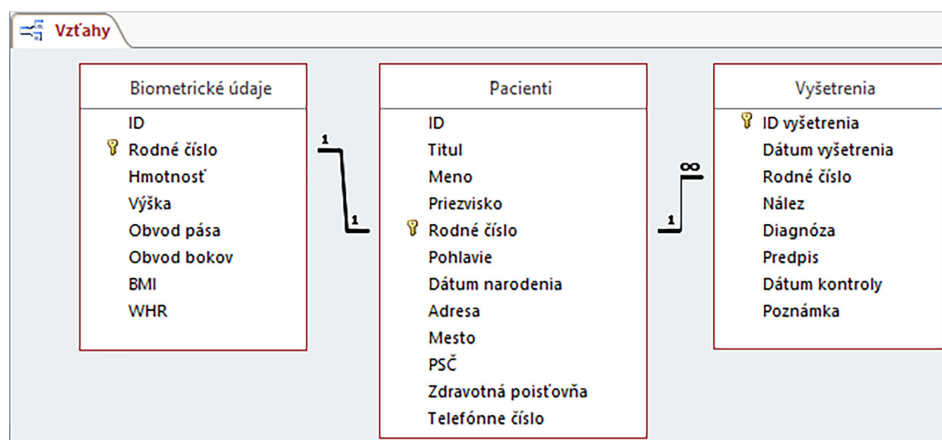 Vzťahy
Biometrické údaje
ID
Rodné číslo
Hmotnosť
Výška
Obvod pása
Obvod bokov
BMI
WHR
1
1
Pacienti
ID
Titul
Meno
Priezvisko
Rodné číslo
Pohlavie
Dátum narodenia
Adresa
Mesto
PSČ
Zdravotná poisťovňa
Telefónne číslo
1
∞
Vyšetrenia
ID vyšetrenia
Dátum vyšetrenia
Rodné číslo
Nález
Diagnóza
Predpis
Dátum kontroly
Poznámka